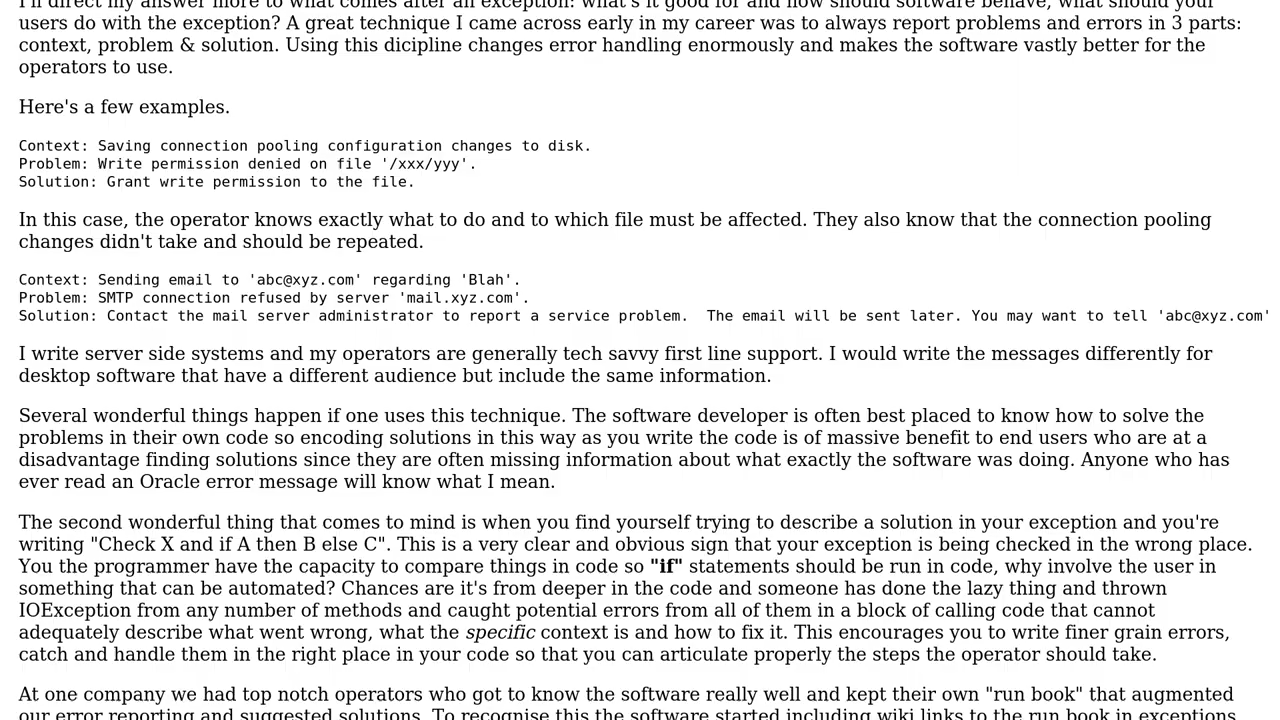 I'll direct my answer more to what comes after an exception: what's it good for and how should software behave, what should your
users do with the exception? A great technique I came across early in my career was to always report problems and errors in 3 parts:
context, problem & solution. Using this dicipline changes error handling enormously and makes the software vastly better for the
operators to use.
Here's a few examples.
Context: Saving connection pooling configuration changes to disk.
Problem: Write permission denied on file '/xxx/yyy'.
Solution: Grant write permission to the file.
In this case, the operator knows exactly what to do and to which file must be affected. They also know that the connection pooling
changes didn't take and should be repeated.
Context: Sending email to 'abc@xyz.com' regarding 'Blah'.
Problem: SMTP connection refused by server 'mail.xyz.com'.
Solution: Contact the mail server administrator to report a service problem.  The email will be sent later. You may want to tell 'abc@xyz.com'
I write server side systems and my operators are generally tech savvy first line support. I would write the messages differently for
desktop software that have a different audience but include the same information.
Several wonderful things happen if one uses this technique. The software developer is often best placed to know how to solve the
problems in their own code so encoding solutions in this way as you write the code is of massive benefit to end users who are at a
disadvantage finding solutions since they are often missing information about what exactly the software was doing. Anyone who has
ever read an Oracle error message will know what I mean.
The second wonderful thing that comes to mind is when you find yourself trying to describe a solution in your exception and you're
writing "Check X and if A then B else C". This is a very clear and obvious sign that your exception is being checked in the wrong place.
You the programmer have the capacity to compare things in code so "if" statements should be run in code, why involve the user in
something that can be automated? Chances are it's from deeper in the code and someone has done the lazy thing and thrown
IOException from any number of methods and caught potential errors from all of them in a block of calling code that cannot
adequately describe what went wrong, what the specific context is and how to fix it. This encourages you to write finer grain errors,
catch and handle them in the right place in your code so that you can articulate properly the steps the operator should take.
At one company we had top notch operators who got to know the software really well and kept their own "run book" that augmented
our error reporting and suggested solutions. To recognise this the software started including wiki links to the run book in exceptions